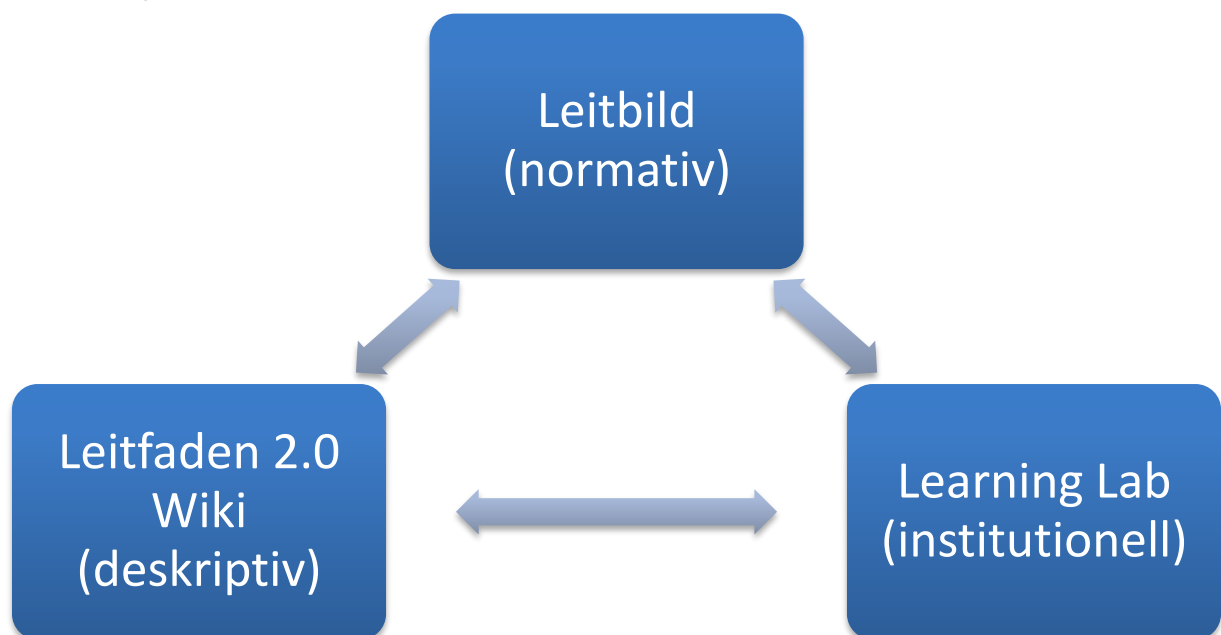 Leitbild
(normativ)
Leitfaden 2.0
Wiki
(deskriptiv)
Learning Lab
(institutionell)